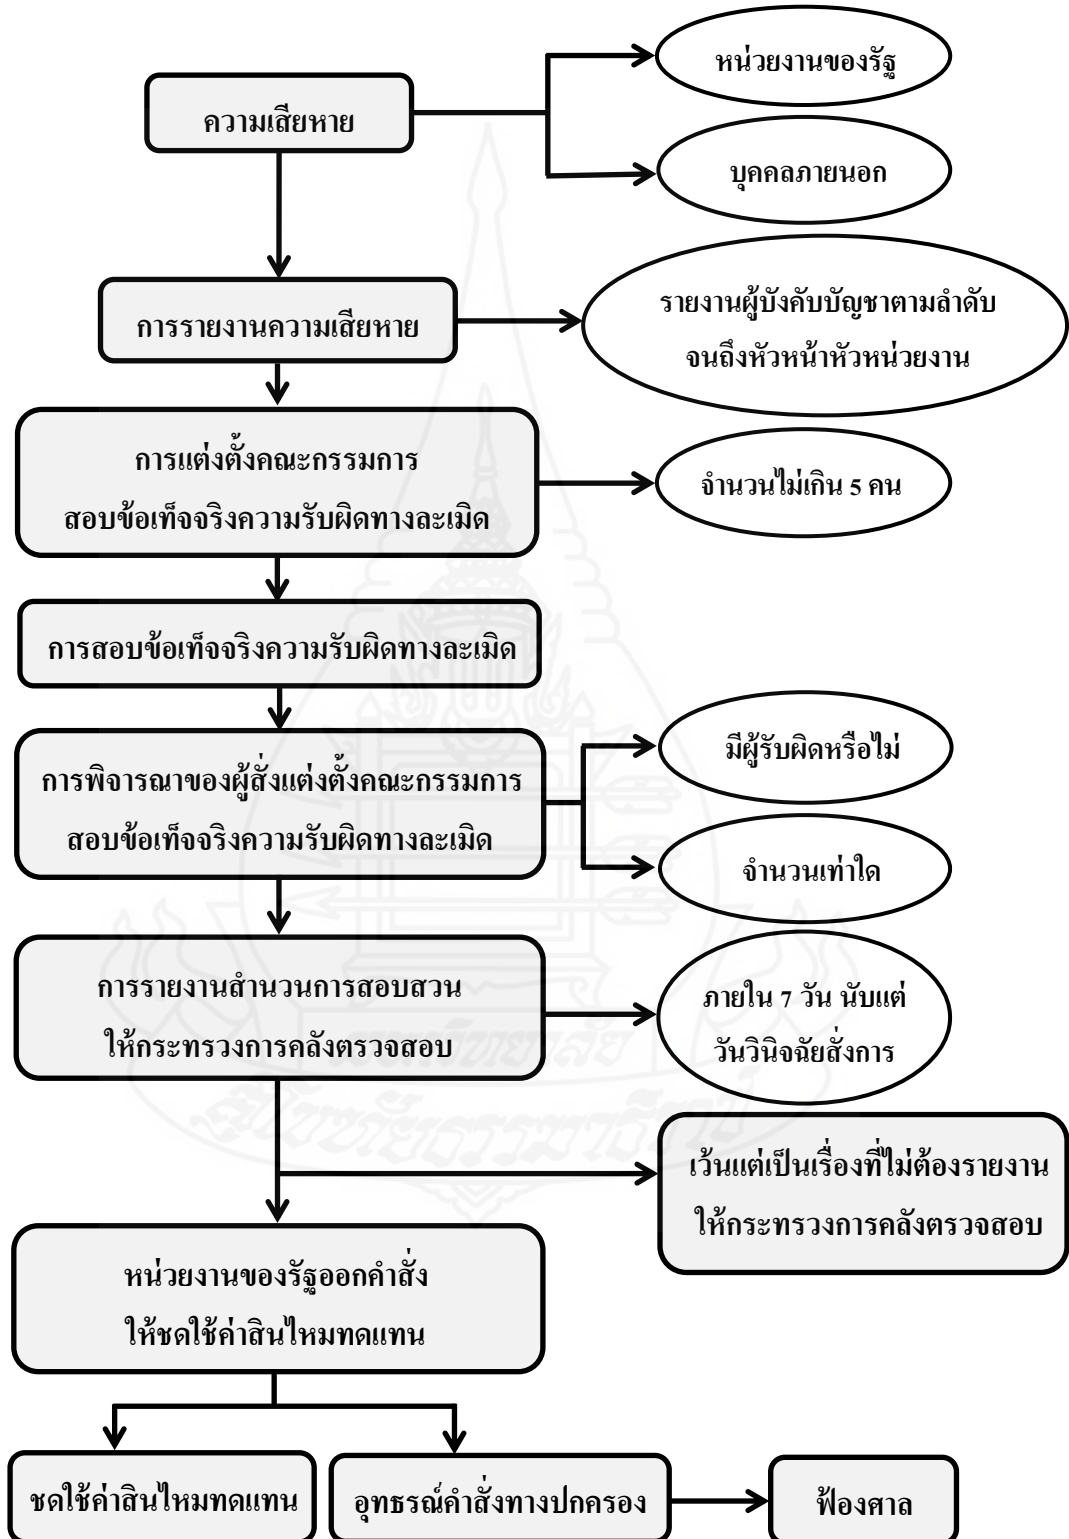 หน่วยงานของรัฐ
ความเสียหาย
บุคคลภายนอก
รายงานผู้บังคับบัญชาตามลำดับ
จนถึงหัวหน้าหัวหน่วยงาน
การรายงานความเสียหาย
การแต่งตั้งคณะกรรมการ
สอบข้อเท็จจริงความรับผิดทางละเมิด
จำนวนไม่เกิน 5 คน
การสอบข้อเท็จจริงความรับผิดทางละเมิด
มีผู้รับผิดหรือไม่
การพิจารณาของผู้สั่งแต่งตั้งคณะกรรมการ
สอบข้อเท็จจริงความรับผิดทางละเมิด
จำนวนเท่าใด
การรายงานสำนวนการสอบสวน
ให้กระทรวงการคลังตรวจสอบ
ภายใน 7 วัน นับแต่
วันวินิจฉัยสั่งการ
มหาวิทยาลัย
สุโขทัยธรรมาธิราช
เว้นแต่เป็นเรื่องที่ไม่ต้องรายงาน
ให้กระทรวงการคลังตรวจสอบ
หน่วยงานของรัฐออกคำสั่ง
ให้ชดใช้ค่าสินไหมทดแทน
ชดใช้ค่าสินไหมทดแทน
อุทธรณ์คำสั่งทางปกครอง
ฟ้องศาล